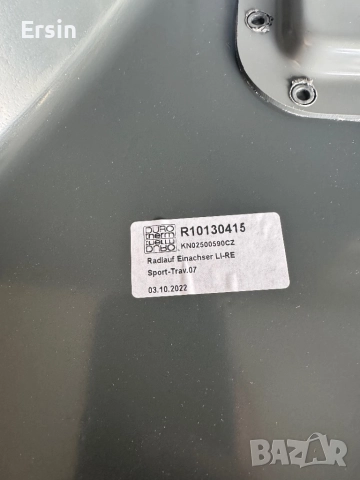 Ersin
DURO
therm
R10130415
KN02500590CZ
Radlauf Einachser LI-RE
Sport-Trav.07
03.10.2022
BAZAR